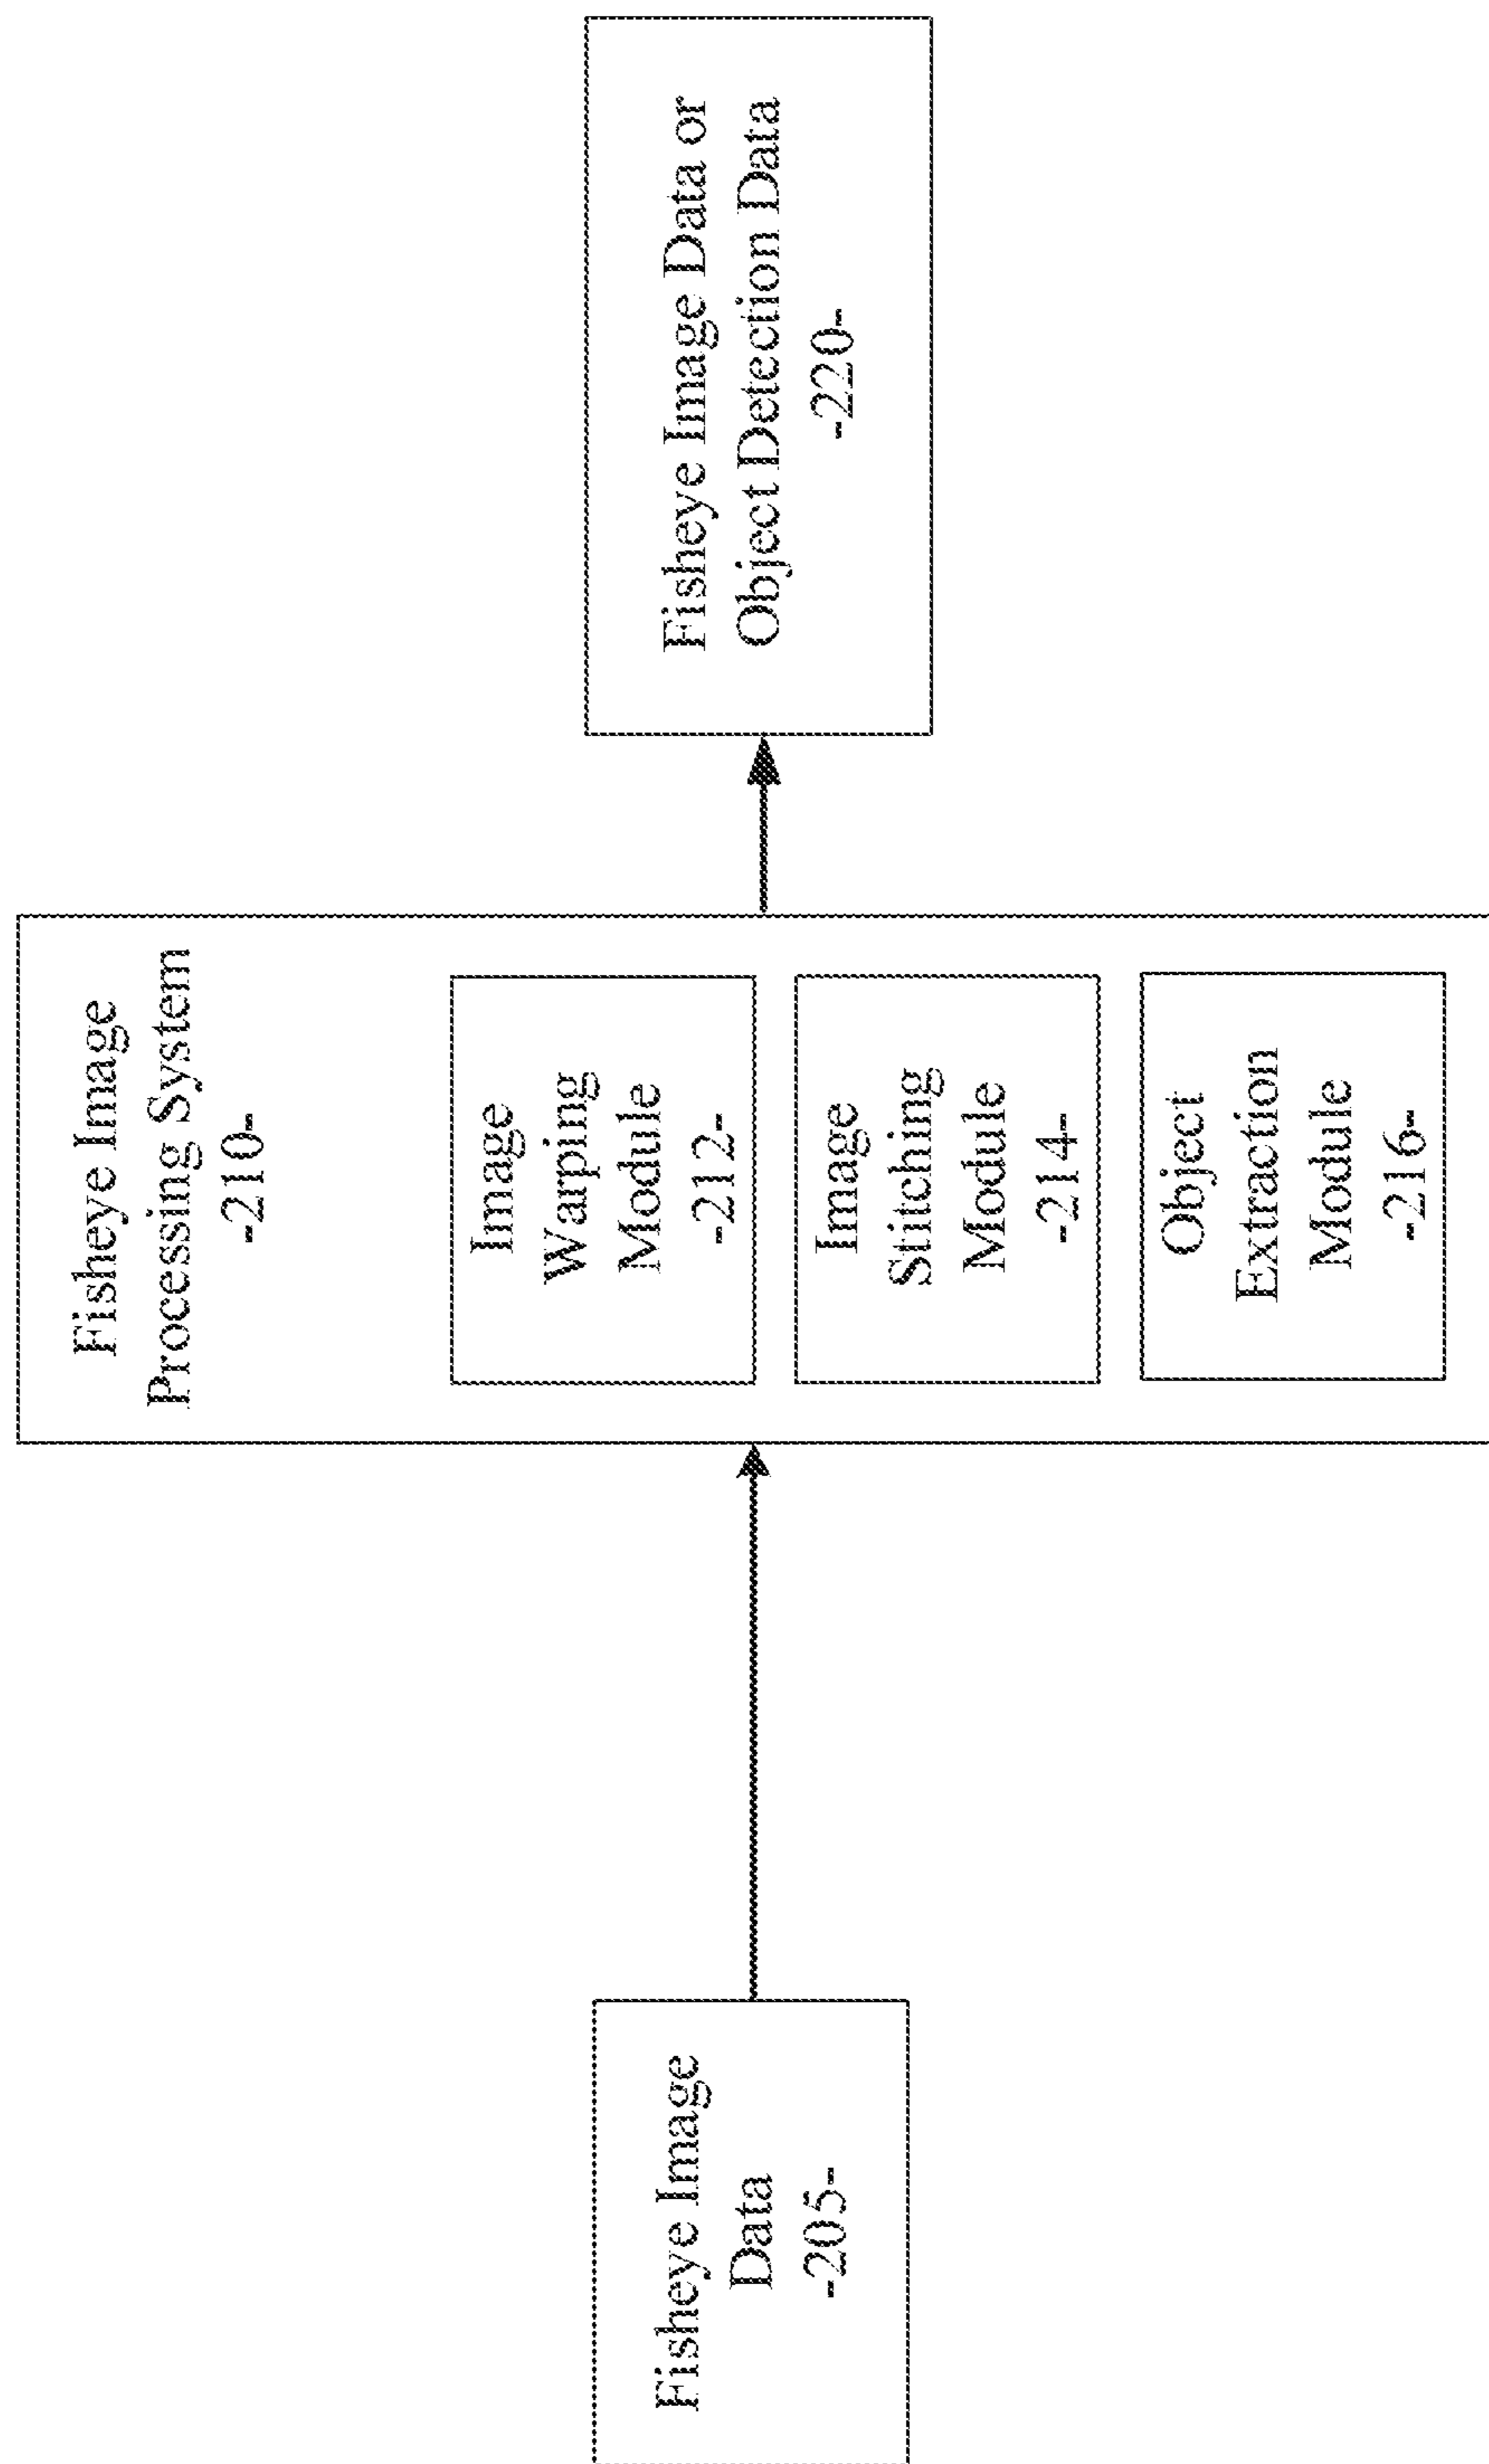 Fisheye Image
Data
-205-
Fisheye Image
Processing System
-210-
Image
Warping
Module
-212-
Image
Stitching
Module
-214-
Object
Extraction
Module
-216-
Fisheye Image Data or
Object Detection Data
-220-